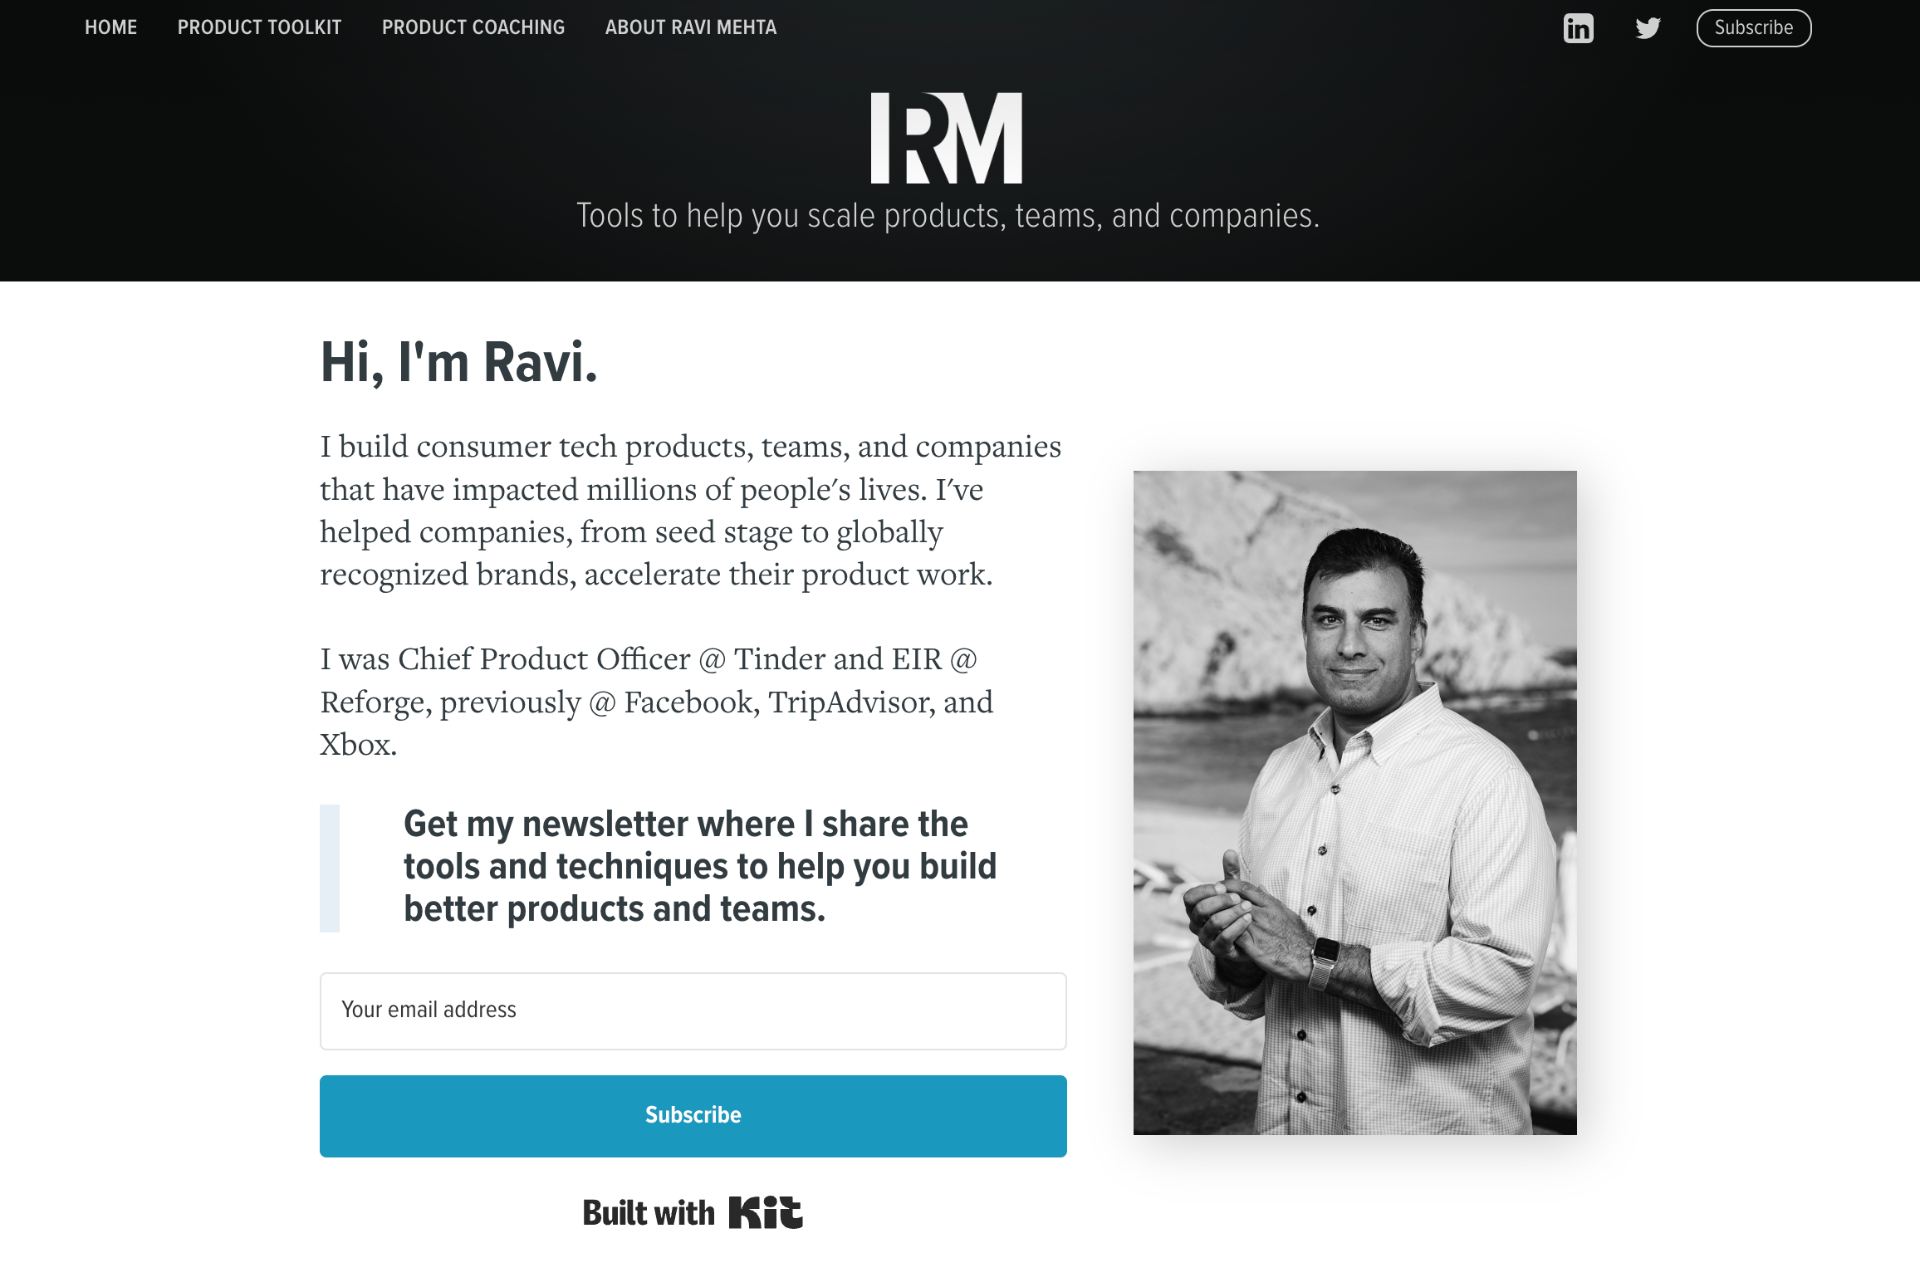 HOME PRODUCT TOOLKIT PRODUCT COACHING ABOUT RAVI MEHTA in Subscribe
RM
Tools to help you scale products, teams, and companies.
Hi, I'm Ravi.
I build consumer tech products, teams, and companies
that have impacted millions of people's lives. I've
helped companies, from seed stage to globally
recognized brands, accelerate their product work.
I was Chief Product Officer @ Tinder and EIR @
Reforge, previously @ Facebook, TripAdvisor, and
Xbox.
Get my newsletter where I share the
tools and techniques to help you build
better products and teams.
Your email address
Subscribe
Built with Kit